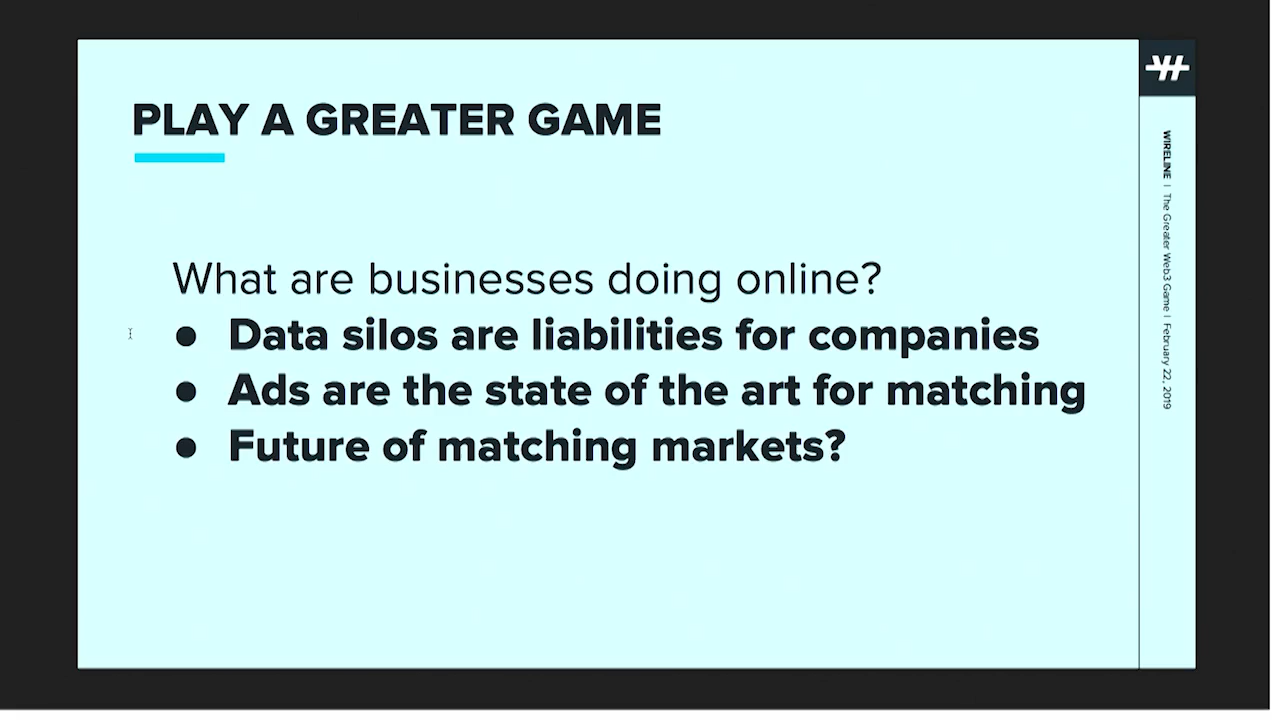 PLAY A GREATER GAME
What are businesses doing online?
● Data silos are liabilities for companies
● Ads are the state of the art for matching
● Future of matching markets?
WIRELINE | The Greater Web3 Game | February 22, 2019